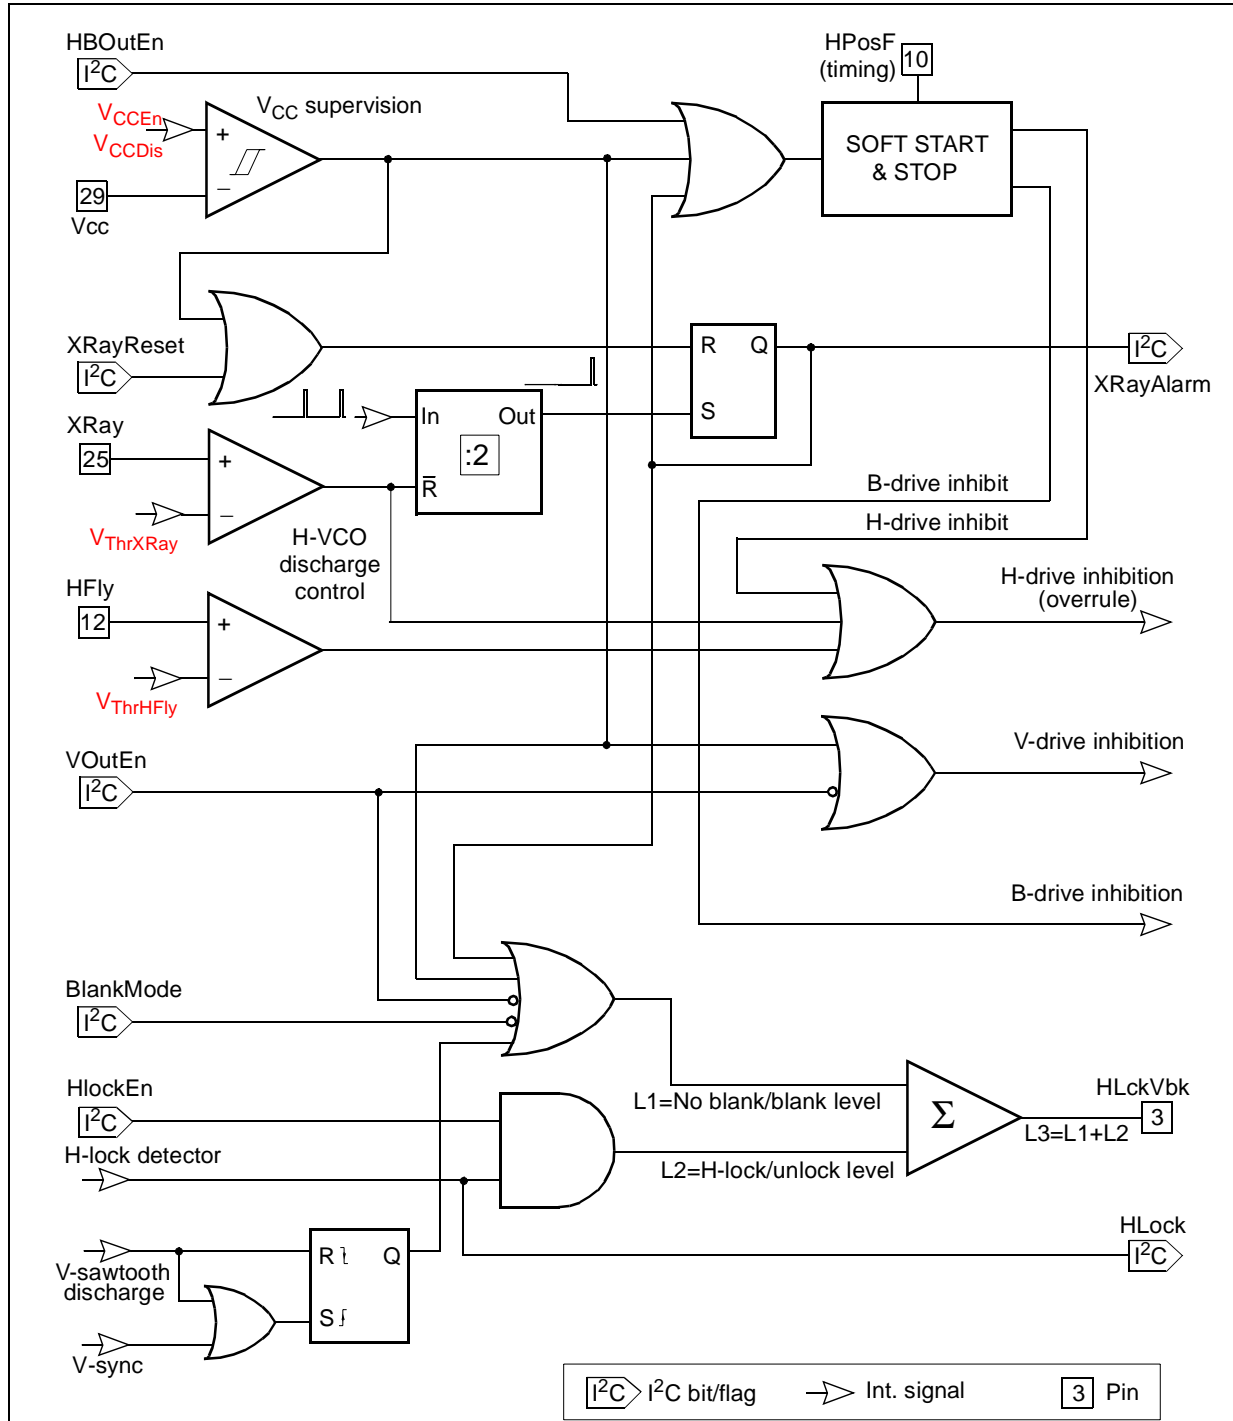 HBOutEn
I²C
HPosF
(timing)
10
VCCEn
VCCDis
+
−
VCC supervision
29
Vcc
SOFT START
& STOP
XRayReset
I²C
R Q
S
I²C
XRayAlarm
XRay
25
+
−
VThrXRay
In Out
:2
R̅
H-VCO
discharge
control
B-drive inhibit
H-drive inhibit
HFly
12
+
−
VThrHFly
H-drive inhibition
(overrule)
VOutEn
I²C
V-drive inhibition
B-drive inhibition
BlankMode
I²C
HlockEn
I²C
H-lock detector
L1=No blank/blank level
L2=H-lock/unlock level
Σ
L3=L1+L2
HLckVbk
3
HLock
I²C
V-sawtooth
discharge
V-sync
R Q
S
I²C I²C bit/flag Int. signal 3 Pin